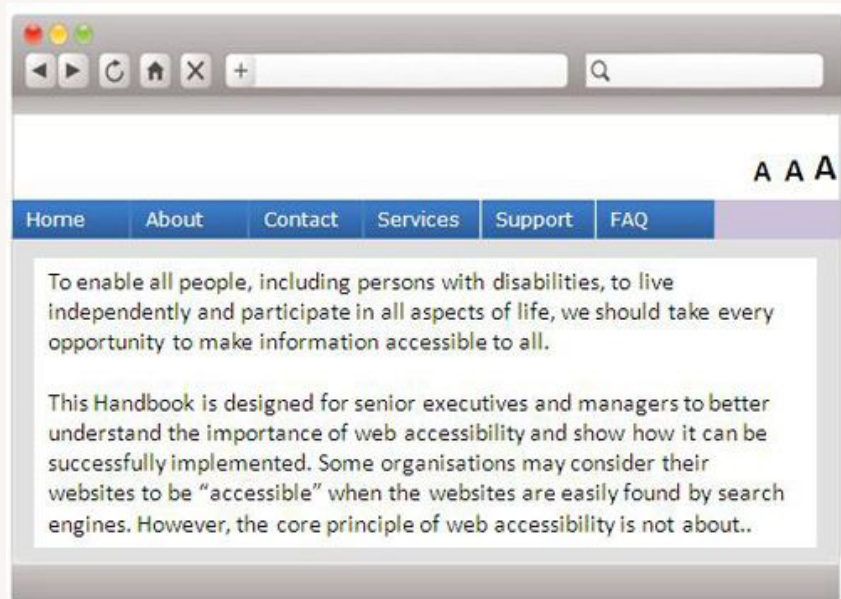 A A A
Home About Contact Services Support FAQ
To enable all people, including persons with disabilities, to live
independently and participate in all aspects of life, we should take every
opportunity to make information accessible to all.
This Handbook is designed for senior executives and managers to better
understand the importance of web accessibility and show how it can be
successfully implemented. Some organisations may consider their
websites to be “accessible” when the websites are easily found by search
engines. However, the core principle of web accessibility is not about..